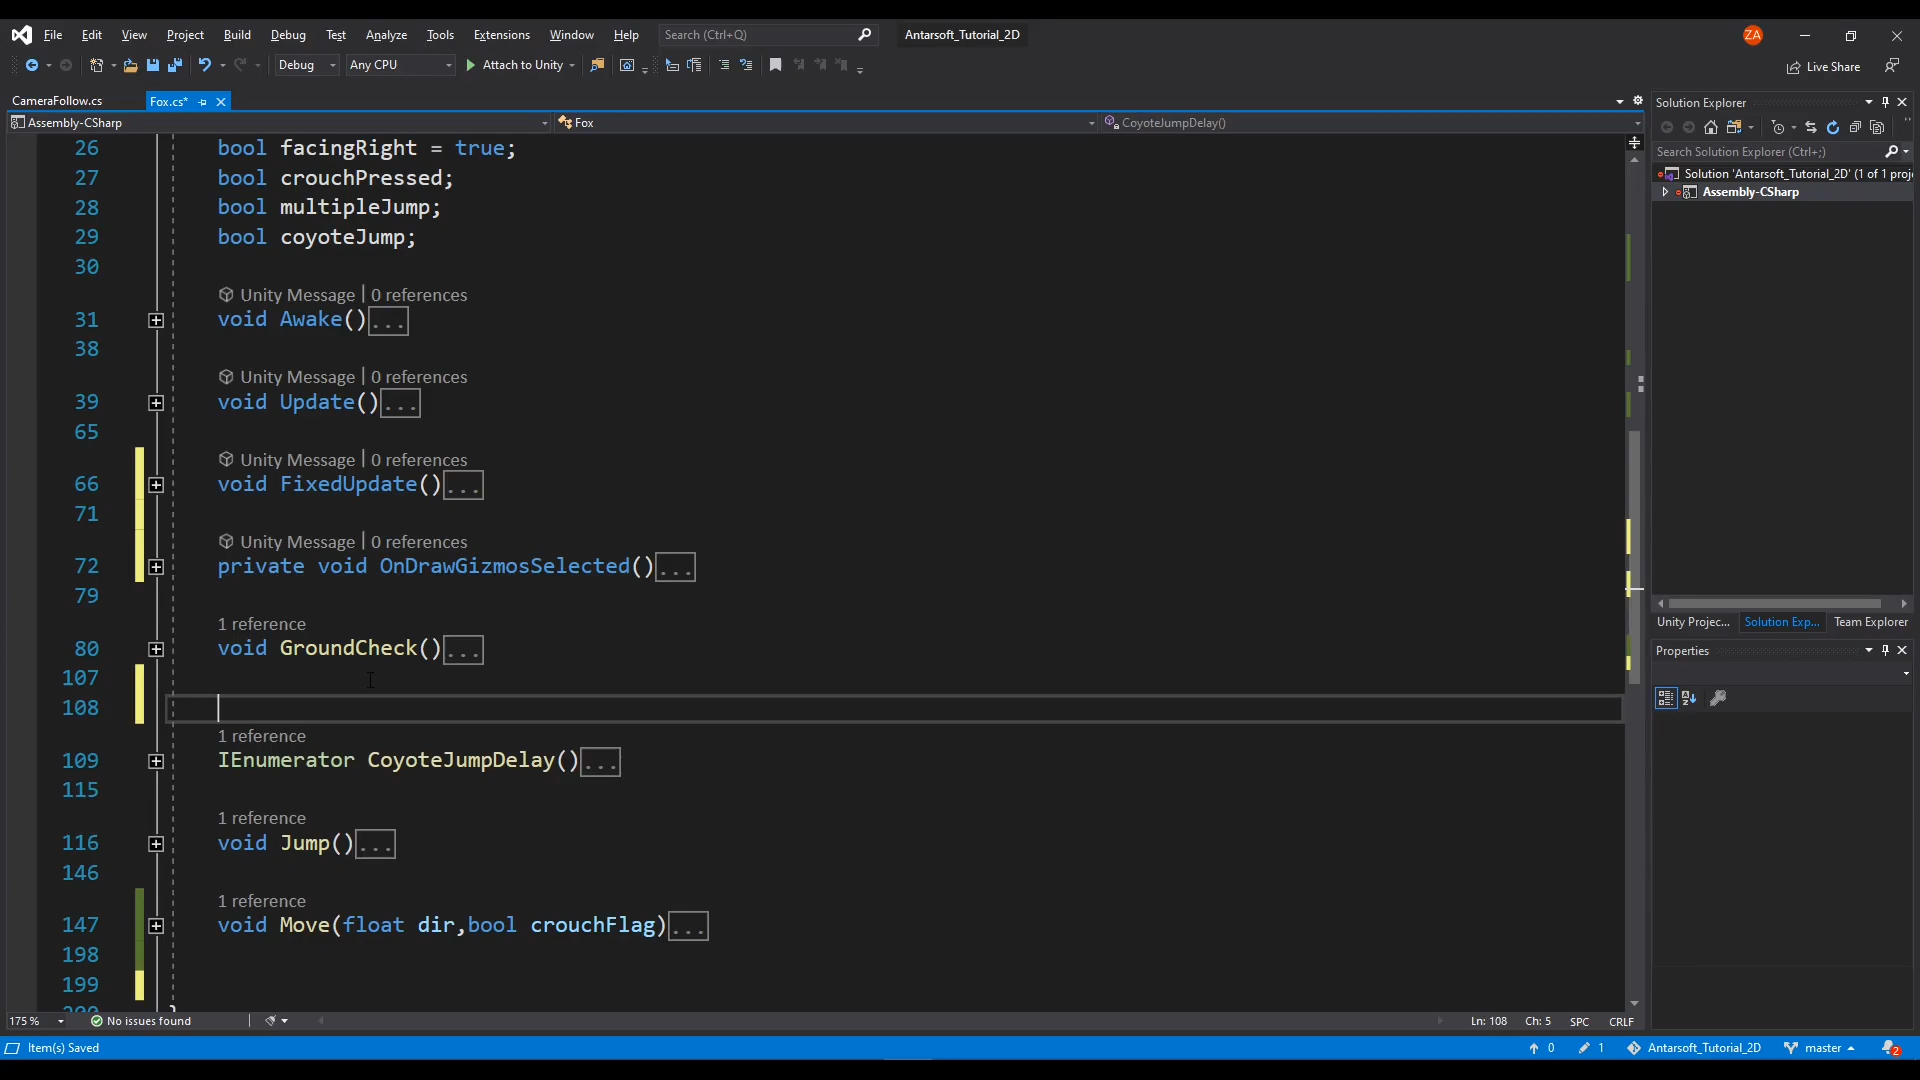 File Edit View Project Build Debug Test Analyze Tools Extensions Window Help Search (Ctrl+Q) Antarsoft_Tutorial_2D ZA
Debug Any CPU Attach to Unity Live Share
CameraFollow.cs Fox.cs*
Assembly-CSharp Fox CoyoteJumpDelay()
26 bool facingRight = true;
27 bool crouchPressed;
28 bool multipleJump;
29 bool coyoteJump;
30
Unity Message | 0 references
31 void Awake()...
38
Unity Message | 0 references
39 void Update()...
65
Unity Message | 0 references
66 void FixedUpdate()...
71
Unity Message | 0 references
72 private void OnDrawGizmosSelected()...
79
1 reference
80 void GroundCheck()...
107
108
1 reference
109 IEnumerator CoyoteJumpDelay()...
115
1 reference
116 void Jump()...
146
1 reference
147 void Move(float dir,bool crouchFlag)...
198
199
200 }
175 % No issues found Ln: 108 Ch: 5 SPC CRLF
Solution Explorer
Search Solution Explorer (Ctrl+;)
Solution 'Antarsoft_Tutorial_2D' (1 of 1 proj
Assembly-CSharp
Unity Projec... Solution Exp... Team Explorer
Properties
Item(s) Saved 0 1 Antarsoft_Tutorial_2D master 2